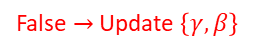 False → Update {γ, β}